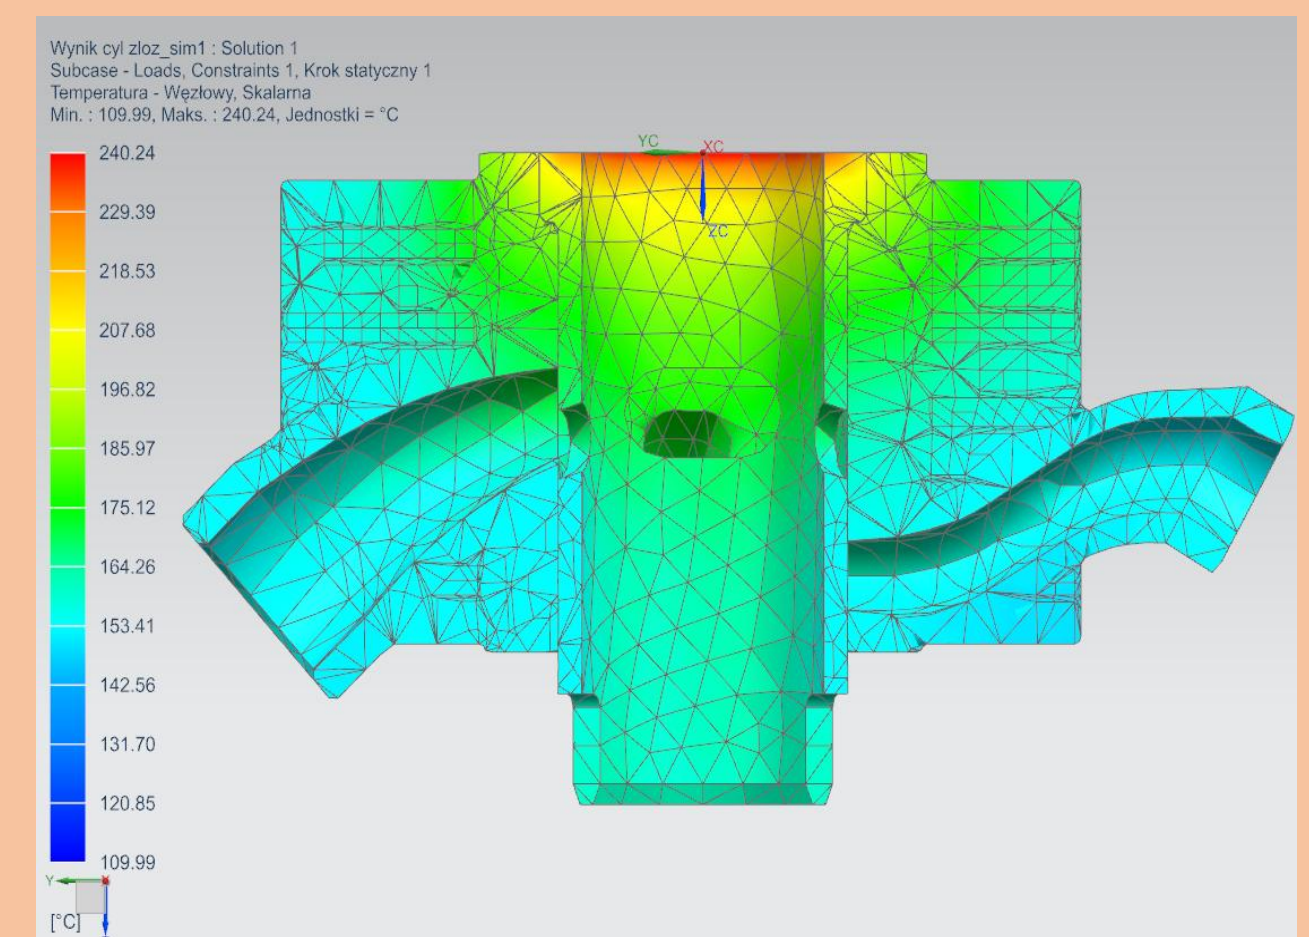 Wynik cyl zloz_sim1 : Solution 1
Subcase - Loads, Constraints 1, Krok statyczny 1
Temperatura - Węzłowy, Skalarna
Min. : 109.99, Maks. : 240.24, Jednostki = °C
240.24
229.39
218.53
207.68
196.82
185.97
175.12
164.26
153.41
142.56
131.70
120.85
109.99
YC
XC
ZC
Y
X
[°C]